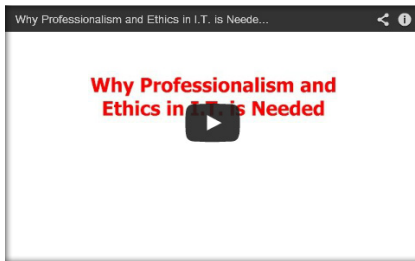 Why Professionalism and Ethics in I.T. is Neede...
Why Professionalism and
Ethics in I.T. is Needed